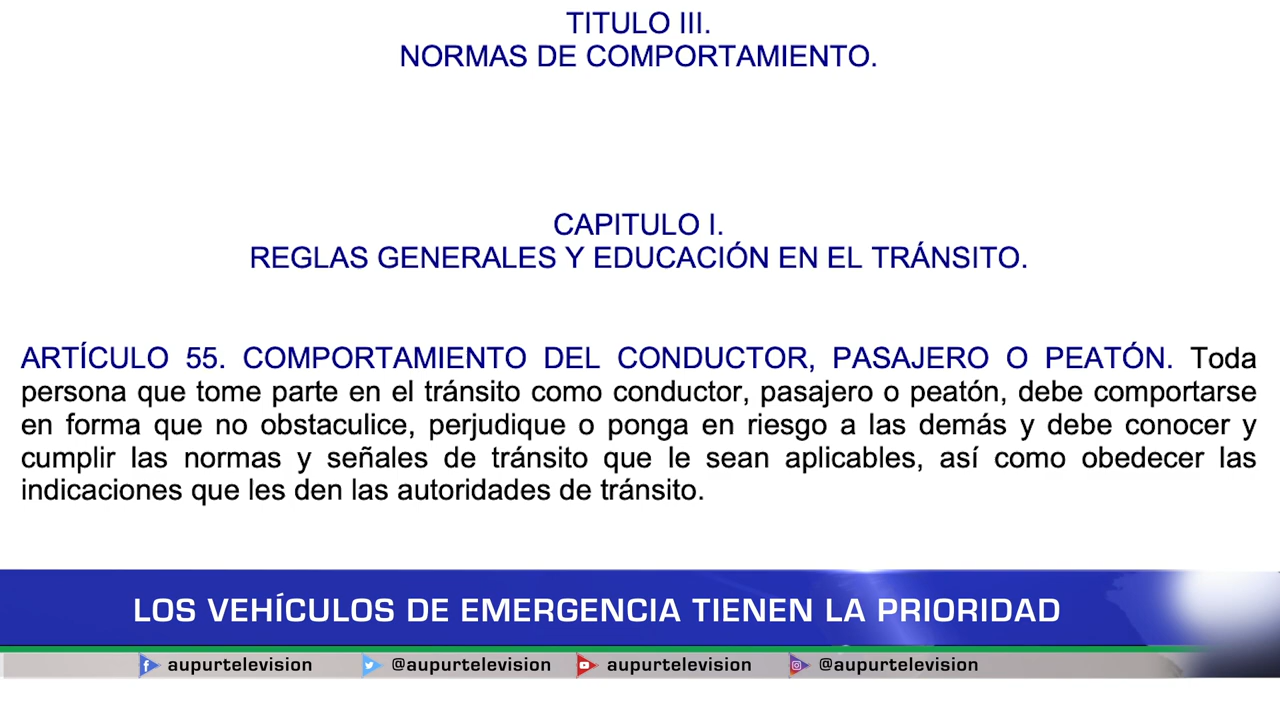 TITULO III.
NORMAS DE COMPORTAMIENTO.
CAPITULO I.
REGLAS GENERALES Y EDUCACIÓN EN EL TRÁNSITO.
ARTÍCULO 55. COMPORTAMIENTO DEL CONDUCTOR, PASAJERO O PEATÓN. Toda
persona que tome parte en el tránsito como conductor, pasajero o peatón, debe comportarse
en forma que no obstaculice, perjudique o ponga en riesgo a las demás y debe conocer y
cumplir las normas y señales de tránsito que le sean aplicables, así como obedecer las
indicaciones que les den las autoridades de tránsito.
LOS VEHÍCULOS DE EMERGENCIA TIENEN LA PRIORIDAD
aupurtelevision @aupurtelevision aupurtelevision @aupurtelevision